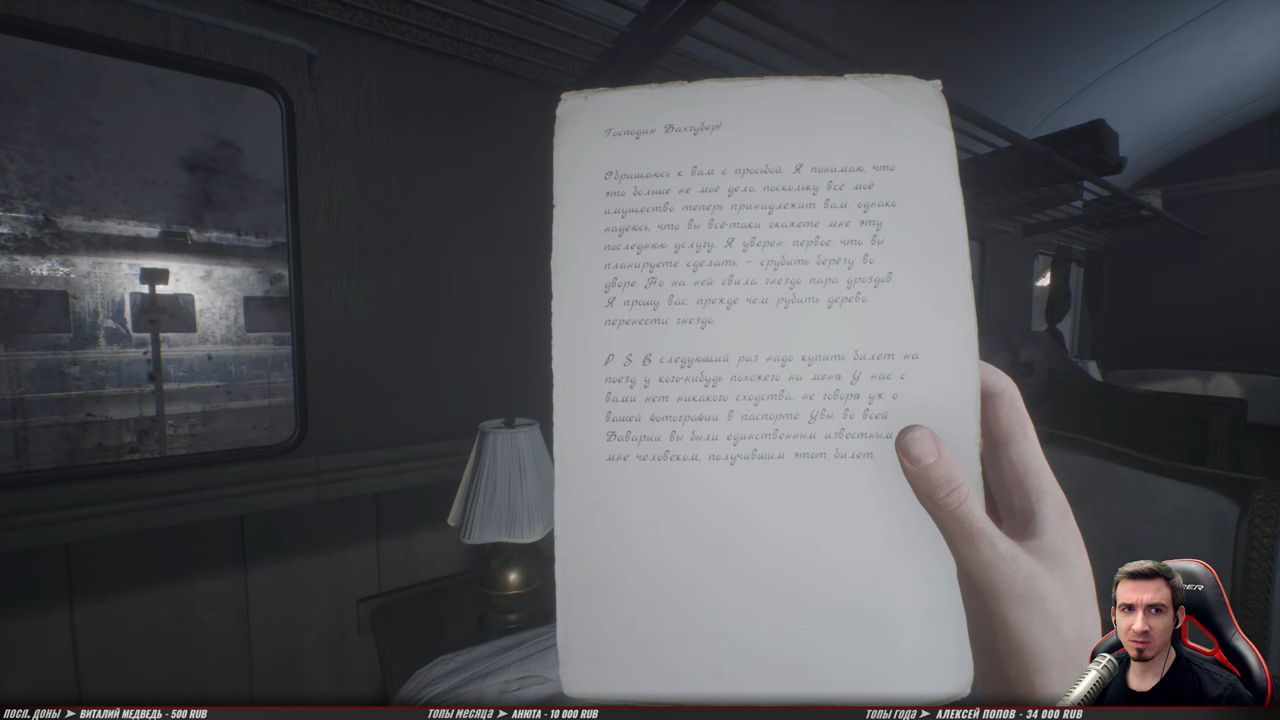 Господин Бахгубер!
Обращаюсь к вам с просьбой. Я понимаю, что
это больше не моё дело, поскольку всё моё
имущество теперь принадлежит вам, однако
надеюсь, что вы всё-таки окажете мне эту
последнюю услугу. Я уверен, первое, что вы
планируете сделать, – срубить берёзу во
дворе. Но на ней свила гнездо пара дроздов.
Я прошу вас, прежде чем рубить дерево,
перенести гнездо.
P. S. В следующий раз надо купить билет на
поезд у кого-нибудь похожего на меня. У нас с
вами нет никакого сходства, не говоря уж о
вашей фотографии в паспорте. Увы, во всей
Баварии вы были единственным известным
мне человеком, получившим этот билет.
посл. доны ➤ ВИТАЛИЙ МЕДВЕДЬ - 500 RUB
топы месяца ➤ АНЮТА - 10 000 RUB
топы года ➤ АЛЕКСЕЙ ПОПОВ - 34 000 RUB